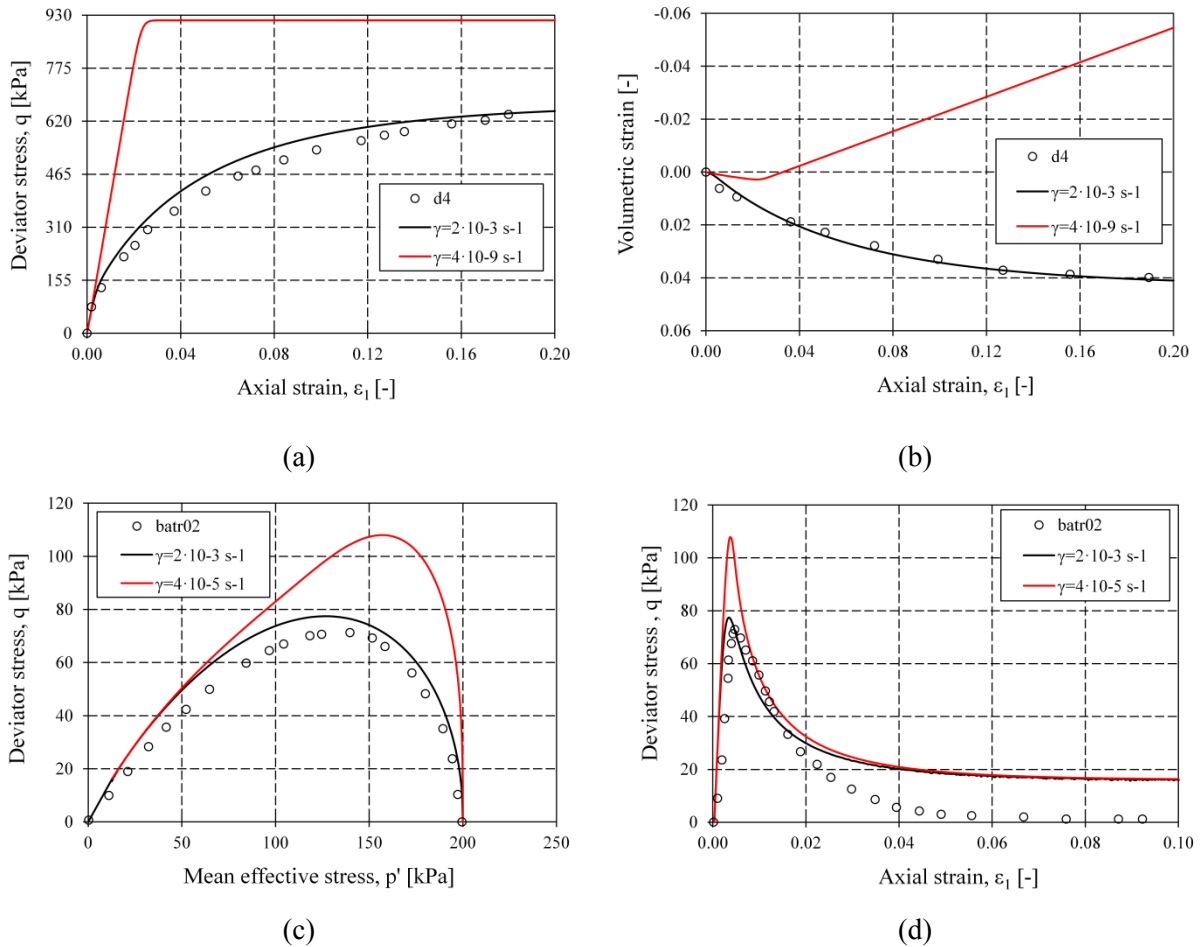 930
775
620
465
310
155
0
0.00 0.04 0.08 0.12 0.16 0.20
Deviator stress, q [kPa]
Axial strain, ε1 [-]
d4
γ=2·10-3 s-1
γ=4·10-9 s-1
(a)
-0.06
-0.04
-0.02
0.00
0.02
0.04
0.06
0.00 0.04 0.08 0.12 0.16 0.20
Volumetric strain [-]
Axial strain, ε1 [-]
d4
γ=2·10-3 s-1
γ=4·10-9 s-1
(b)
120
100
80
60
40
20
0
0 50 100 150 200 250
Deviator stress, q [kPa]
Mean effective stress, p' [kPa]
batr02
γ=2·10-3 s-1
γ=4·10-5 s-1
(c)
120
100
80
60
40
20
0
0.00 0.02 0.04 0.06 0.08 0.10
Deviator stress , q [kPa]
Axial strain, ε1 [-]
batr02
γ=2·10-3 s-1
γ=4·10-5 s-1
(d)